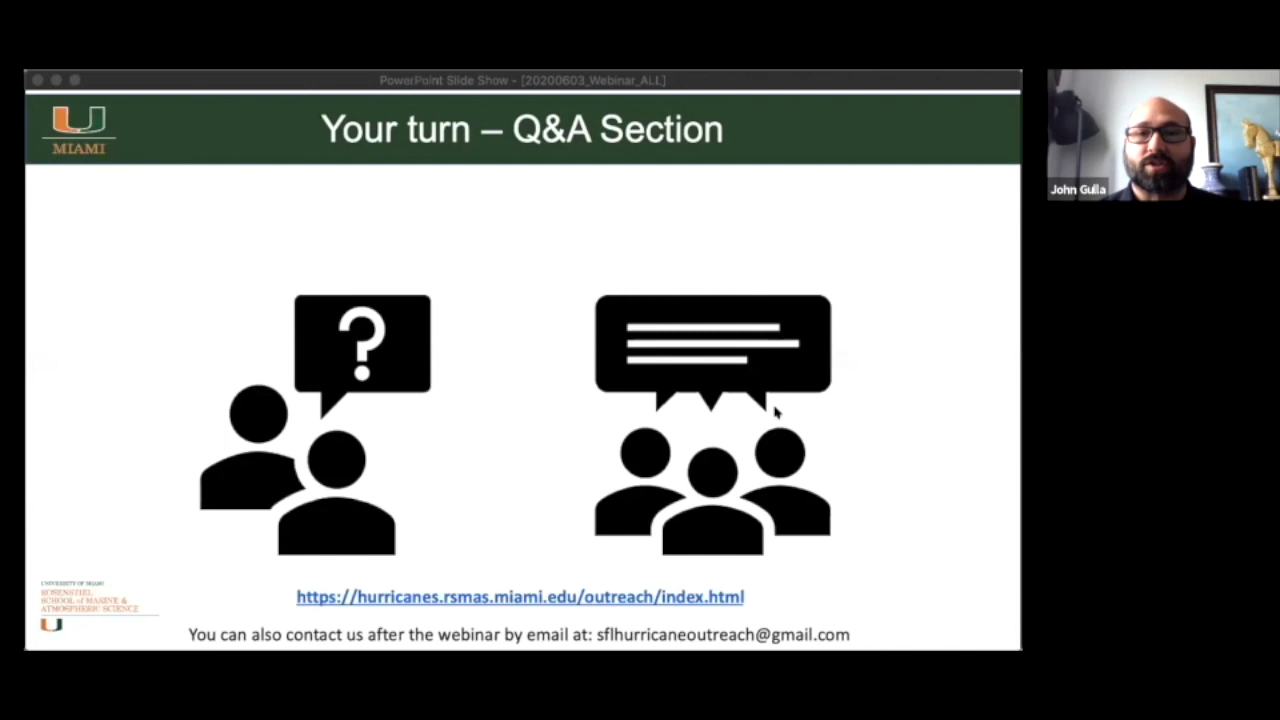 PowerPoint Slide Show - [20200603_Webinar_ALL]
MIAMI
Your turn – Q&A Section
John Gulla
UNIVERSITY OF MIAMI
ROSENSTIEL
SCHOOL of MARINE &
ATMOSPHERIC SCIENCE
https://hurricanes.rsmas.miami.edu/outreach/index.html
You can also contact us after the webinar by email at: sflhurricaneoutreach@gmail.com